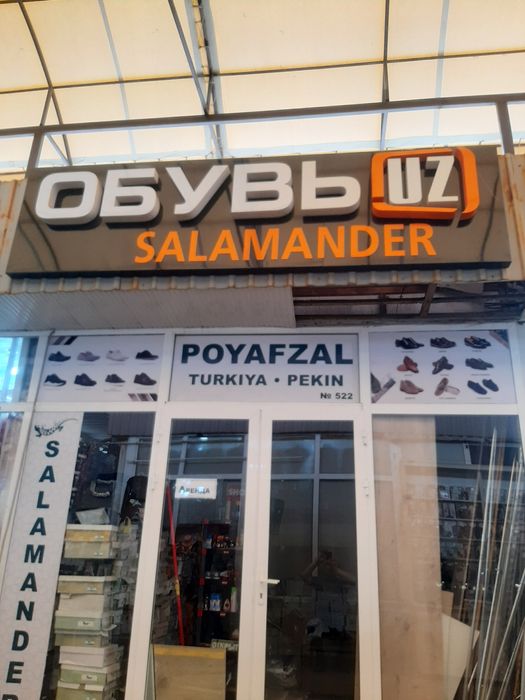 ОБУВЬ UZ
SALAMANDER
POYAFZAL
TURKIYA • PEKIN
№ 522
SALAMANDER
АРЕНДА